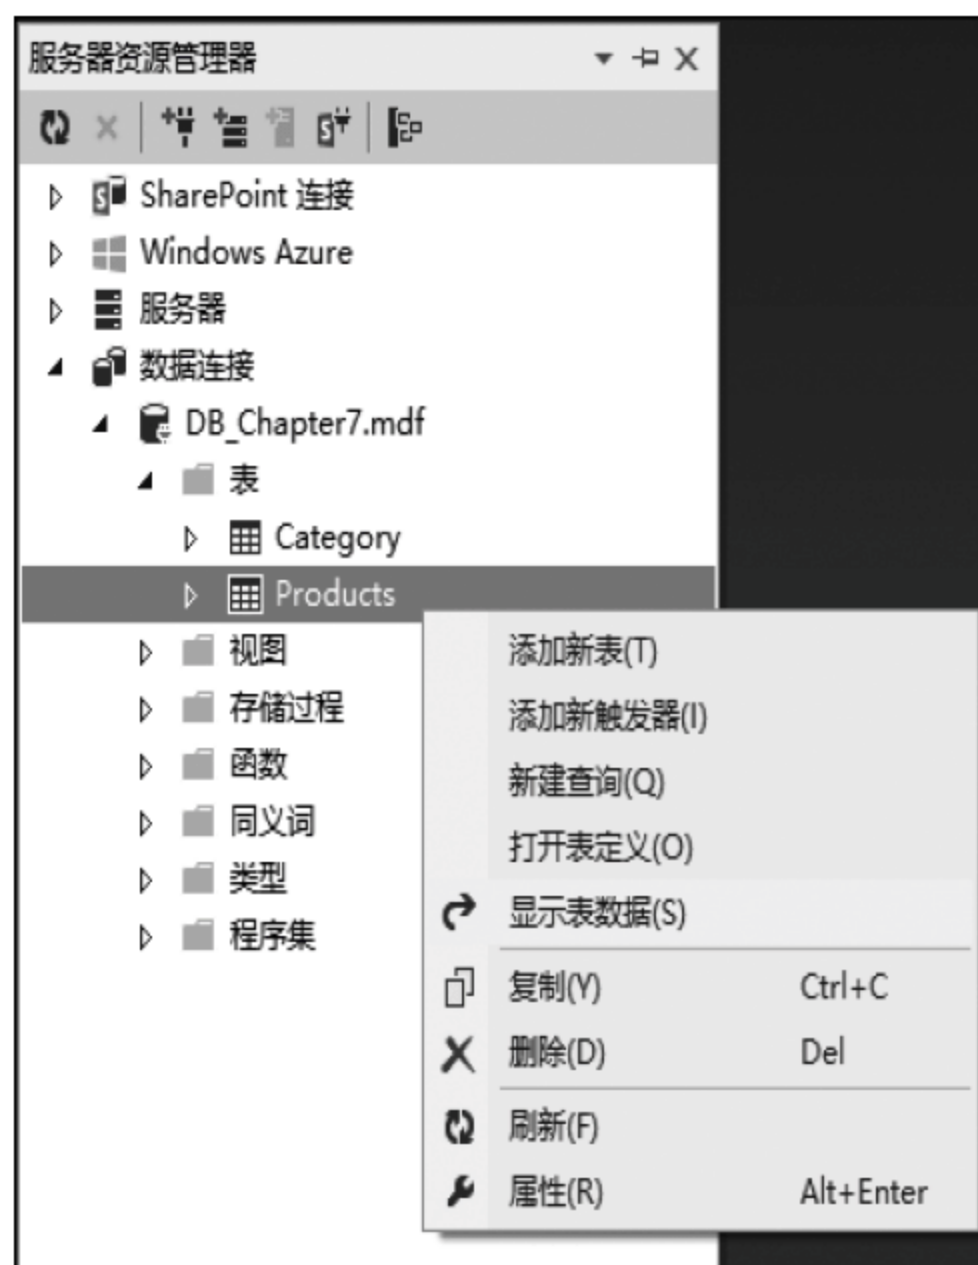 服务器资源管理器
SharePoint 连接
Windows Azure
服务器
数据连接
DB_Chapter7.mdf
表
Category
Products
视图
存储过程
函数
同义词
类型
程序集
添加新表(T)
添加新触发器(I)
新建查询(Q)
打开表定义(O)
显示表数据(S)
复制(Y) Ctrl+C
删除(D) Del
刷新(F)
属性(R) Alt+Enter